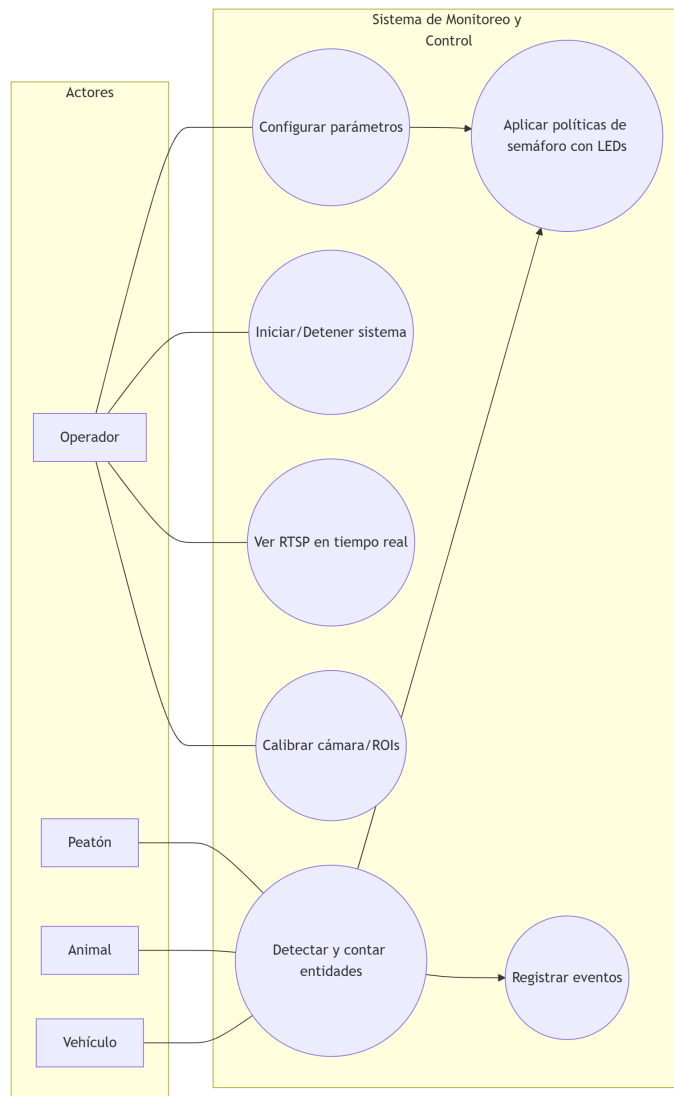 Sistema de Monitoreo y
Control
Actores
Configurar parámetros
Aplicar políticas de
semáforo con LEDs
Iniciar/Detener sistema
Operador
Ver RTSP en tiempo real
Calibrar cámara/ROIs
Peatón
Animal
Detectar y contar
entidades
Registrar eventos
Vehículo